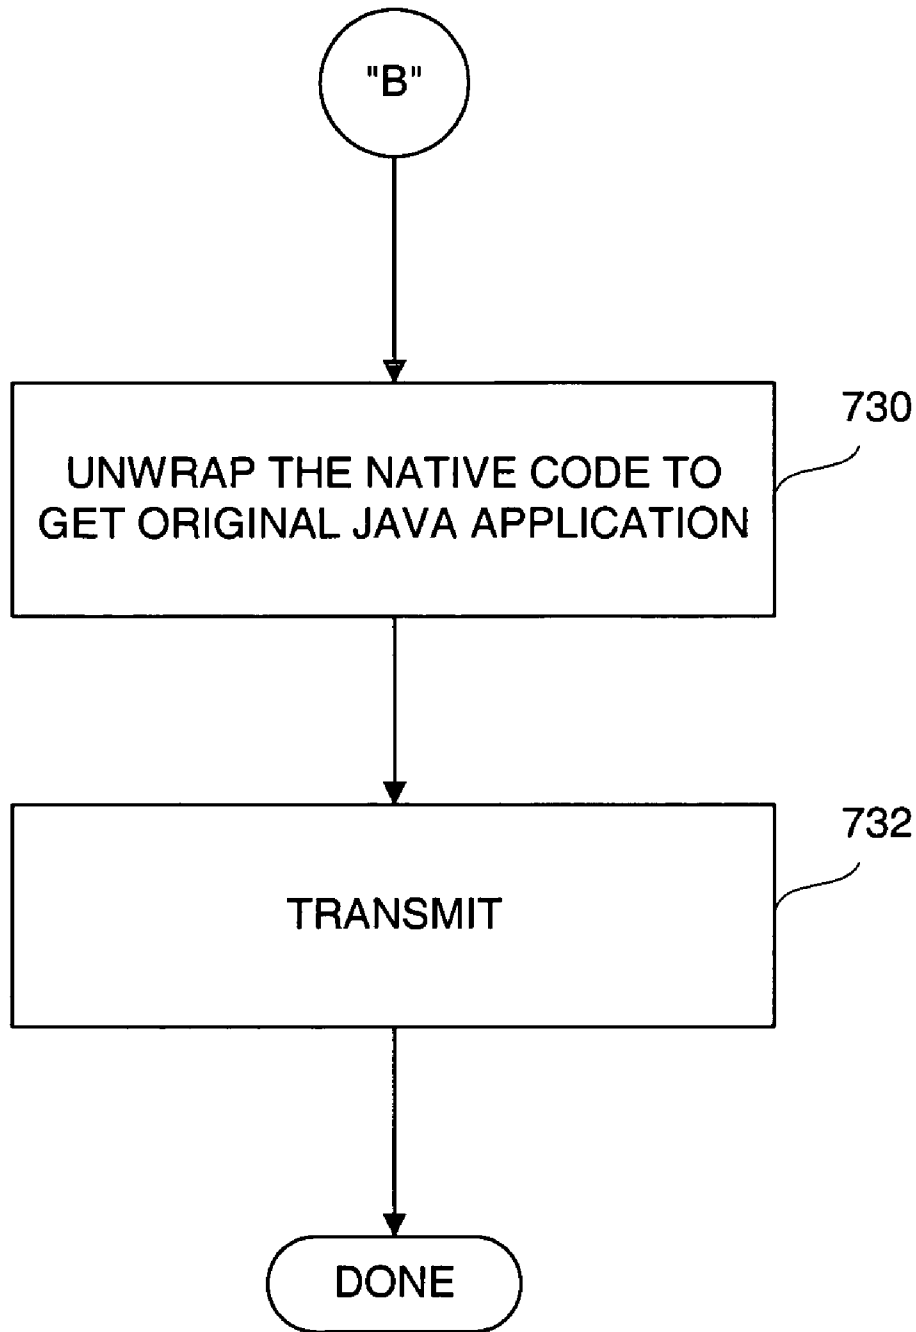 "B"
730
UNWRAP THE NATIVE CODE TO
GET ORIGINAL JAVA APPLICATION
732
TRANSMIT
DONE